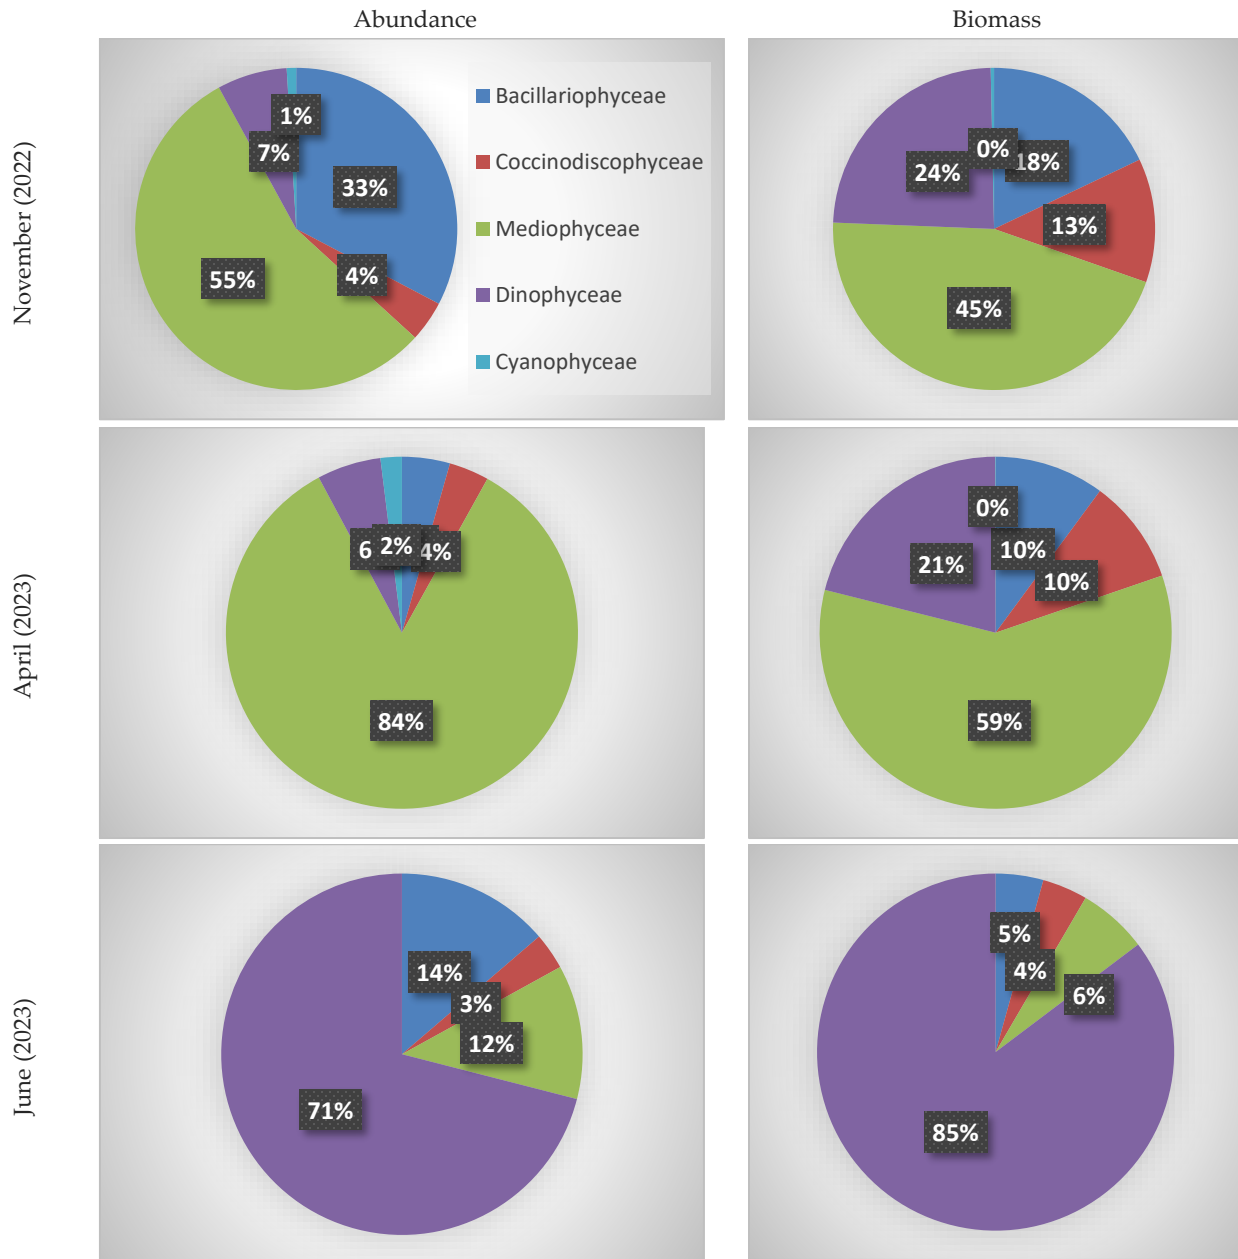 Abundance
Biomass
November (2022)
1%
7%
33%
4%
55%
Bacillariophyceae
Coccinodiscophyceae
Mediophyceae
Dinophyceae
Cyanophyceae
0%
18%
24%
13%
45%
April (2023)
6
2%
4%
84%
0%
10%
10%
21%
59%
June (2023)
14%
3%
12%
71%
5%
4%
6%
85%